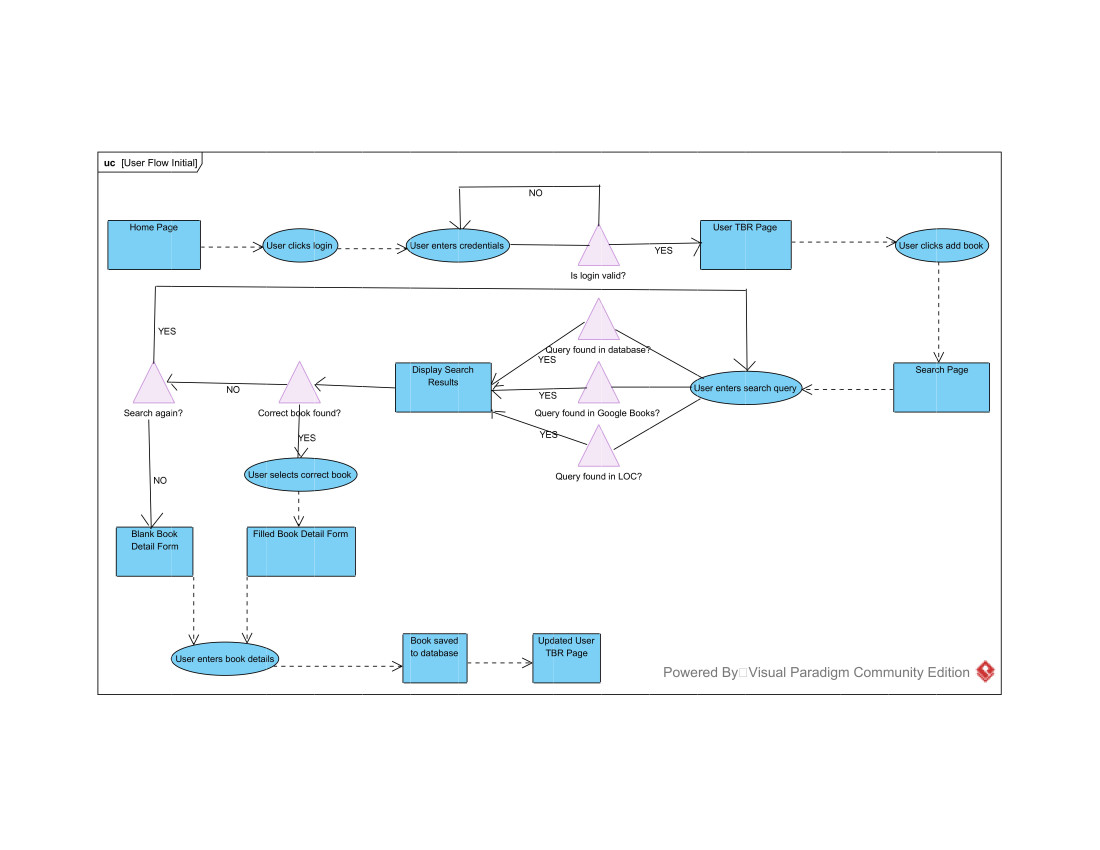 uc [User Flow Initial]
NO
Home Page
User clicks login
User enters credentials
Is login valid?
YES
User TBR Page
User clicks add book
YES
Search again?
NO
Correct book found?
YES
Display Search
Results
Query found in database?
YES
Query found in Google Books?
YES
Query found in LOC?
YES
User enters search query
Search Page
NO
User selects correct book
Blank Book
Detail Form
Filled Book Detail Form
User enters book details
Book saved
to database
Updated User
TBR Page
Powered By Visual Paradigm Community Edition